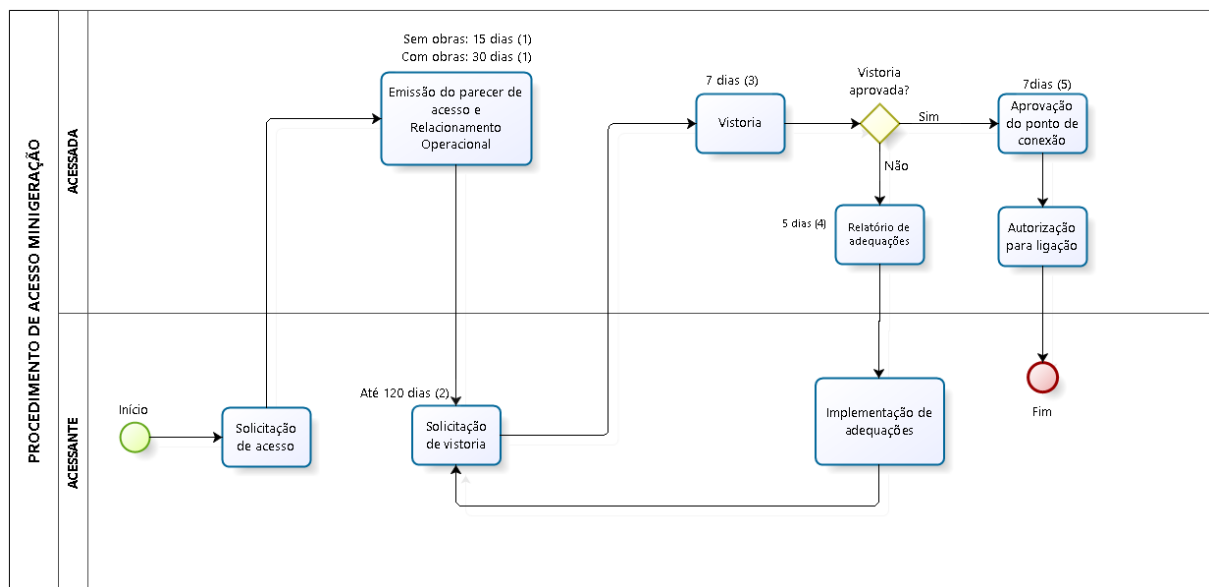 PROCEDIMENTO DE ACESSO MINIGERAÇÃO
ACESSADA
Sem obras: 15 dias (1)
Com obras: 30 dias (1)
Emissão do parecer de
acesso e
Relacionamento
Operacional
7 dias (3)
Vistoria
Vistoria
aprovada?
Sim
Não
7dias (5)
Aprovação
do ponto de
conexão
5 dias (4)
Relatório de
adequações
Autorização
para ligação
ACESSANTE
Início
Solicitação
de acesso
Até 120 dias (2)
Solicitação
de vistoria
Implementação de
adequações
Fim